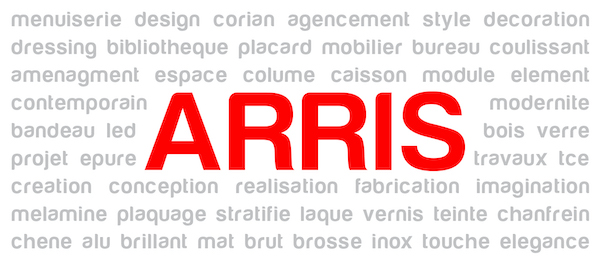 menuiserie design corian agencement style decoration
dressing bibliotheque placard mobilier bureau coulissant
amenagment espace colume caisson module element
contemporain modernite
bandeau led bois verre
ARRIS
projet epure travaux tce
creation conception realisation fabrication imagination
melamine plaquage stratifie laque vernis teinte chanfrein
chene alu brillant mat brut brosse inox touche elegance